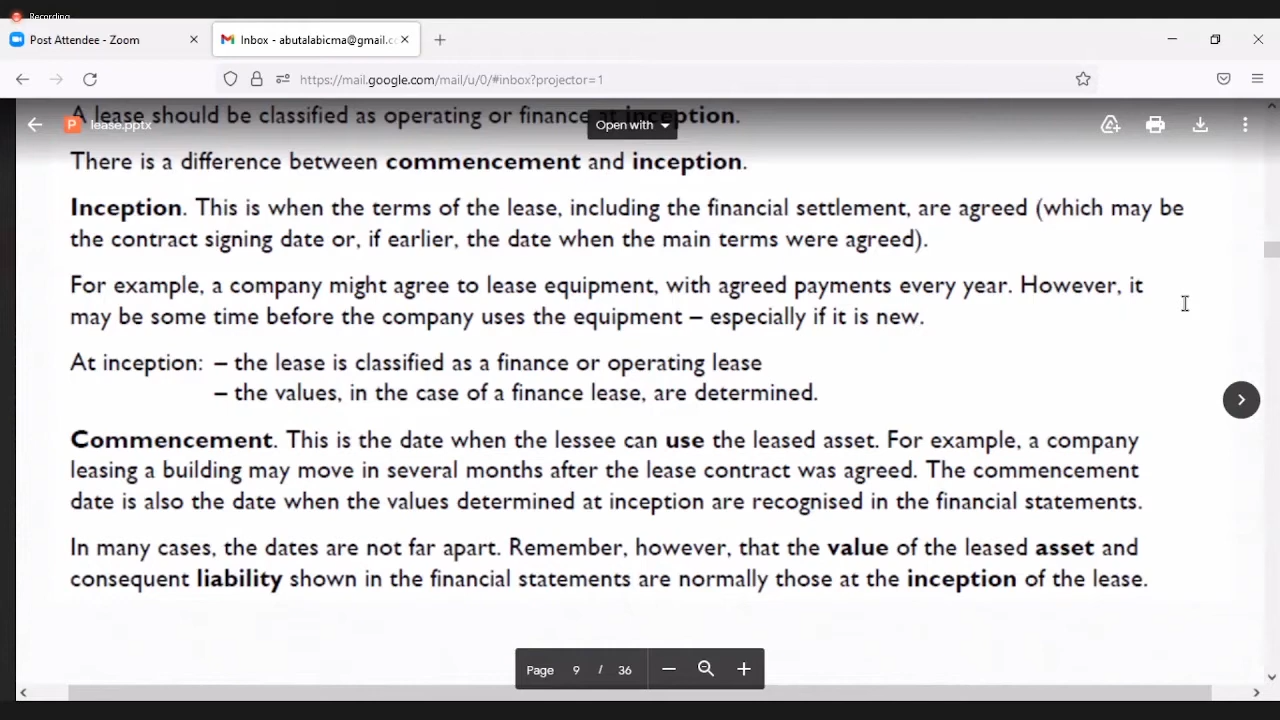 Recording
Post Attendee - Zoom
Inbox - abutalabicma@gmail.c
https://mail.google.com/mail/u/0/#inbox?projector=1
A lease should be classified as operating or finance at inception.
lease.pptx
Open with
There is a difference between commencement and inception.
Inception. This is when the terms of the lease, including the financial settlement, are agreed (which may be
the contract signing date or, if earlier, the date when the main terms were agreed).
For example, a company might agree to lease equipment, with agreed payments every year. However, it
may be some time before the company uses the equipment – especially if it is new.
At inception: – the lease is classified as a finance or operating lease
– the values, in the case of a finance lease, are determined.
Commencement. This is the date when the lessee can use the leased asset. For example, a company
leasing a building may move in several months after the lease contract was agreed. The commencement
date is also the date when the values determined at inception are recognised in the financial statements.
In many cases, the dates are not far apart. Remember, however, that the value of the leased asset and
consequent liability shown in the financial statements are normally those at the inception of the lease.
Page 9 / 36